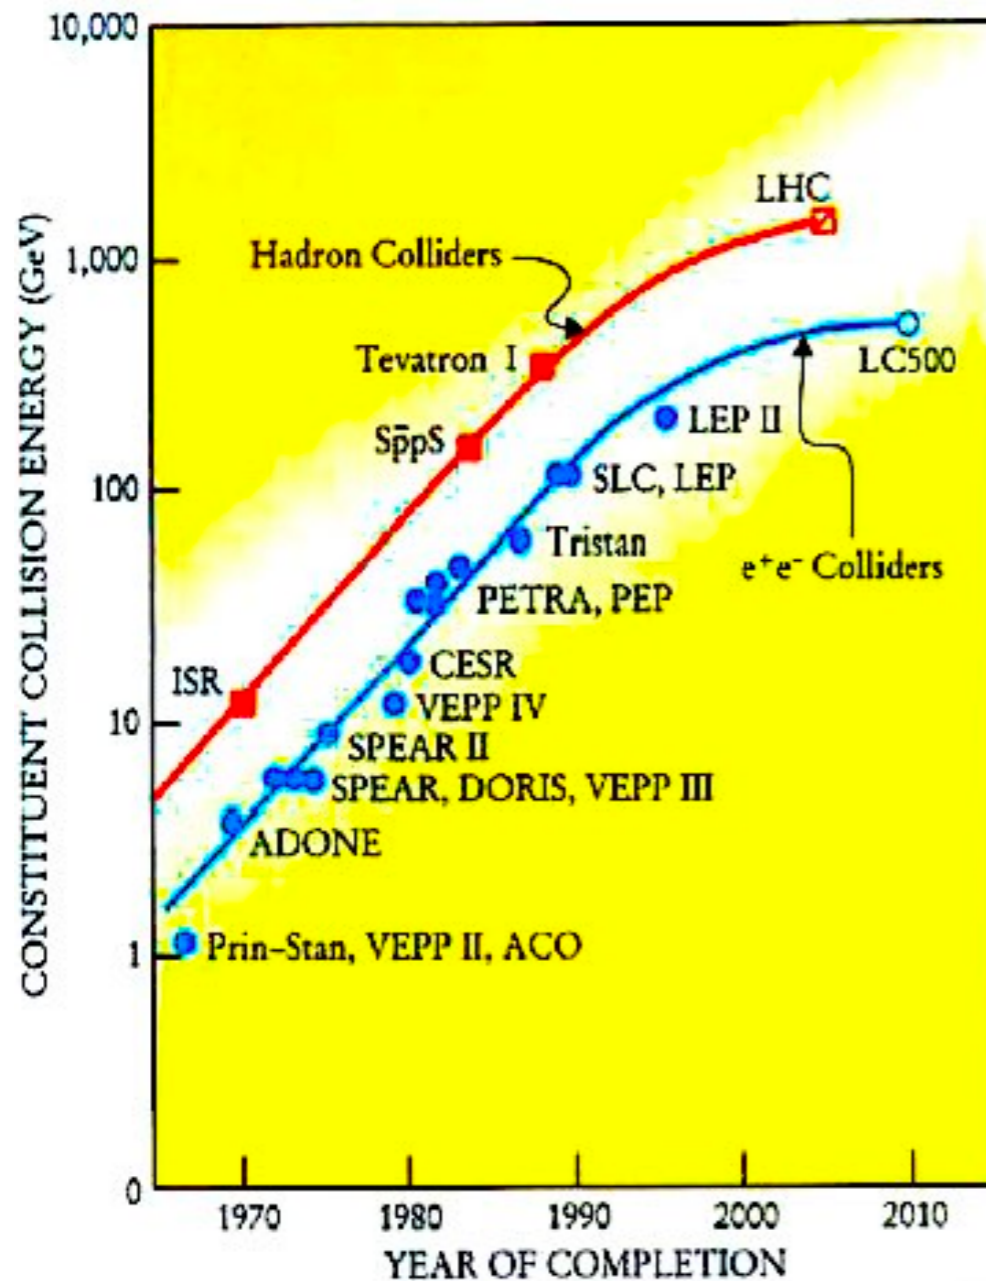 10,000
LHC
1,000
Hadron Colliders
Tevatron I
LC500
Sp̄pS
LEP II
100
SLC, LEP
Tristan
e⁺e⁻ Colliders
PETRA, PEP
ISR
CESR
10
VEPP IV
SPEAR II
SPEAR, DORIS, VEPP III
ADONE
1
Prin–Stan, VEPP II, ACO
0
1970 1980 1990 2000 2010
YEAR OF COMPLETION
CONSTITUENT COLLISION ENERGY (GeV)